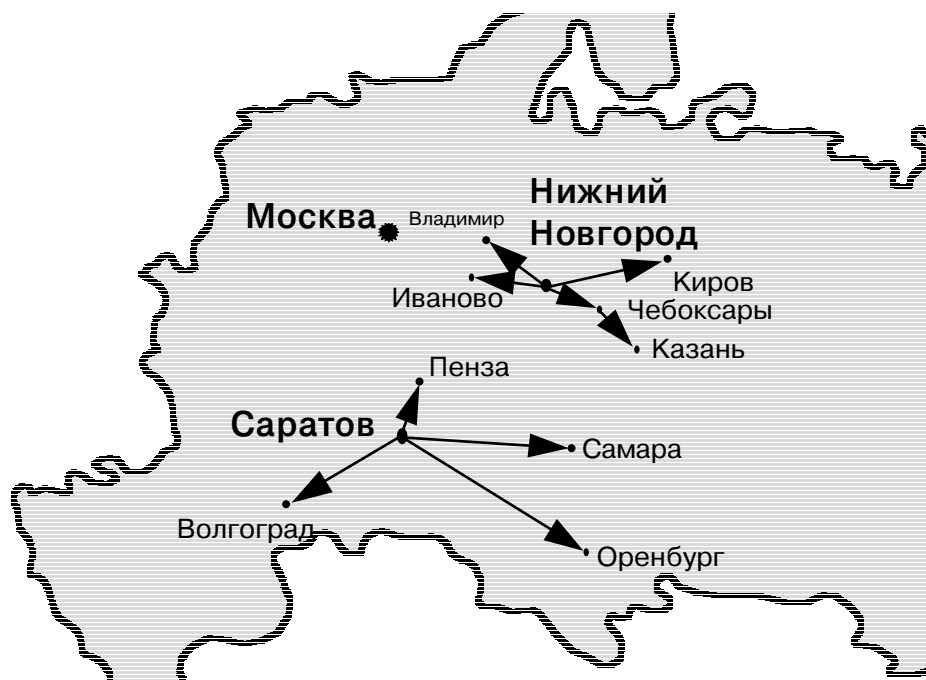 Нижний
Новгород
Москва
Владимир
Киров
Иваново
Чебоксары
Казань
Пенза
Саратов
Самара
Волгоград
Оренбург